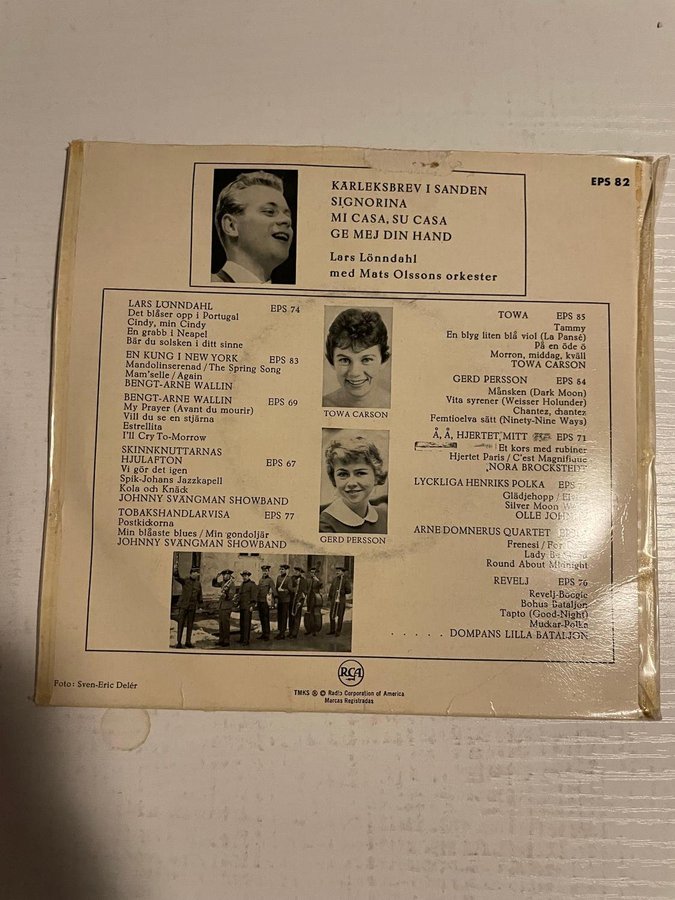 EPS 82
KÄRLEKSBREV I SANDEN
SIGNORINA
MI CASA, SU CASA
GE MEJ DIN HAND
Lars Lönndahl
med Mats Olssons orkester
LARS LÖNNDAHL EPS 74
Det blåser opp i Portugal
Cindy, min Cindy
En grabb i Neapel
Bär du solsken i ditt sinne
EN KUNG I NEW YORK EPS 83
Mandolinserenad / The Spring Song
Mam'selle / Again
BENGT-ARNE WALLIN
BENGT-ARNE WALLIN EPS 69
My Prayer (Avant du mourir)
Vill du se en stjärna
Estrellita
I'll Cry To-Morrow
SKINNKNUTTARNAS
HJULAFTON EPS 67
Vi gör det igen
Spik-Johans Jazzkapell
Kola och Knäck
JOHNNY SVÄNGMAN SHOWBAND
TOBAKSHANDLARVISA EPS 77
Postkickorna
Min blåaste blues / Min gondoljär
JOHNNY SVÄNGMAN SHOWBAND
TOWA CARSON
GERD PERSSON
TOWA EPS 85
Tammy
En blyg liten blå viol (La Pansé)
På en öde ö
Morron, middag, kväll
TOWA CARSON
GERD PERSSON EPS 84
Månsken (Dark Moon)
Vita syrener (Weisser Holunder)
Chantez, chantez
Femtioelva sätt (Ninety-Nine Ways)
Å, Å, HJERTET MITT EPS 71
Et kors med rubiner
Hjertet Paris / C'est Magnifique
NORA BROCKSTEDT
LYCKLIGA HENRIKS POLKA EPS
Glädjehopp /
Silver Moon
OLLE
ARNE DOMNERUS QUARTET
Frenesi /
Lady
Round About Midnight
REVELJ EPS 76
Revelj-Boogie
Bohus Bataljon
Tapto (Good-Night)
Muckar-Polka
. . . . . DOMPANS LILLA BATALJON
Foto: Sven-Eric Delér
RCA
TMKS ® © Radio Corporation of America
Marcas Registradas